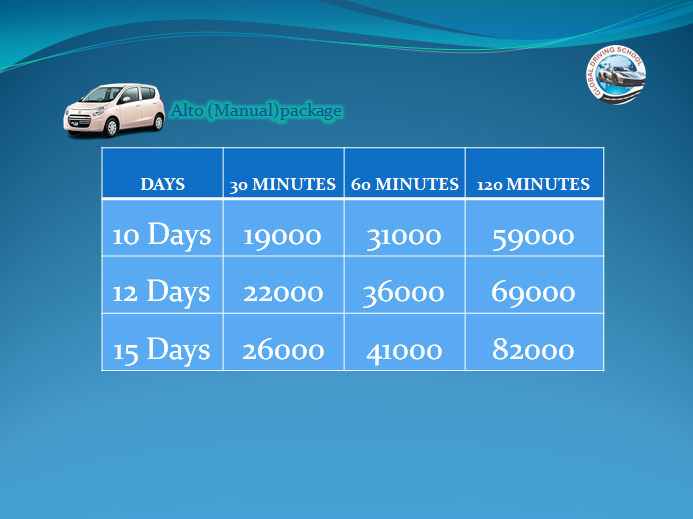 GLOBAL DRIVING SCHOOL
Alto (Manual)package
DAYS 30 MINUTES 60 MINUTES 120 MINUTES
10 Days 19000 31000 59000
12 Days 22000 36000 69000
15 Days 26000 41000 82000